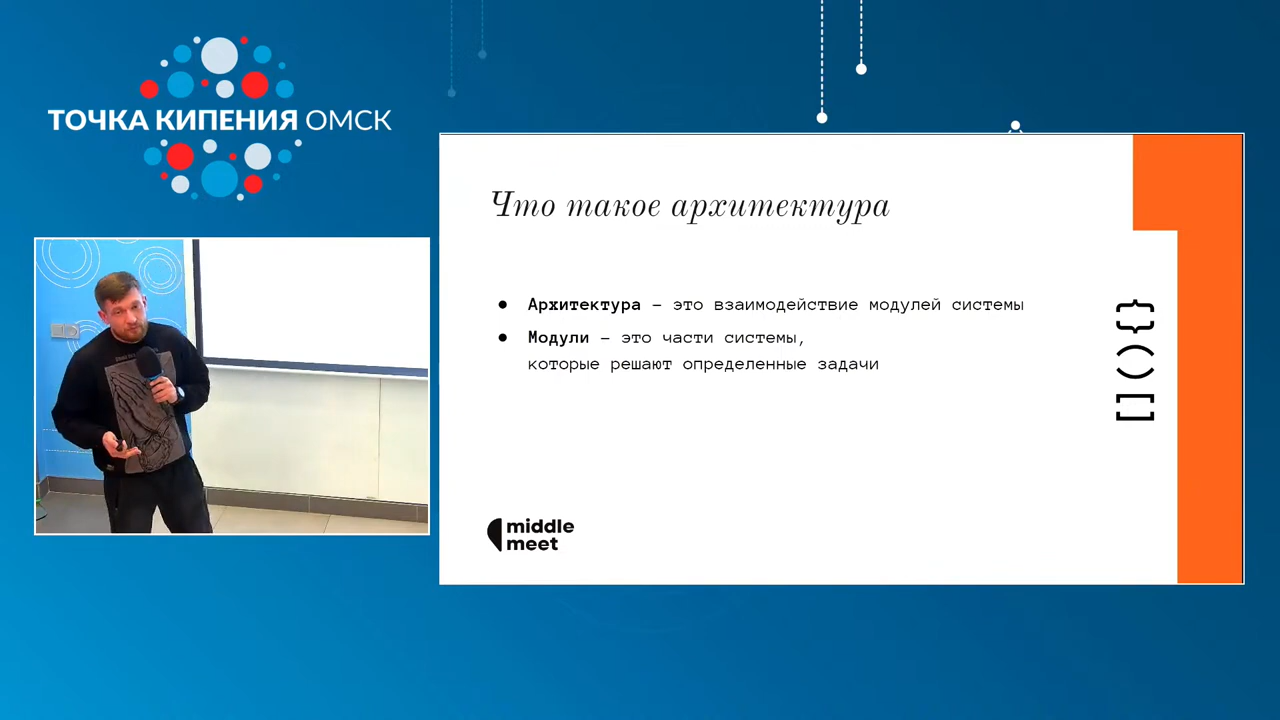 ТОЧКА КИПЕНИЯ ОМСК
Что такое архитектура
● Архитектура – это взаимодействие модулей системы
● Модули – это части системы,
которые решают определенные задачи
{}
()
[]
middle
meet